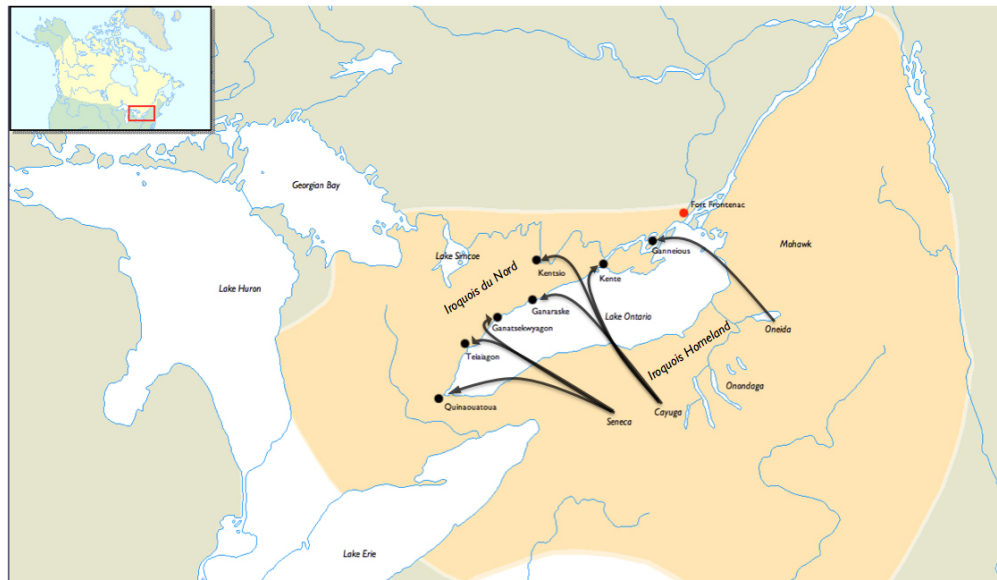 Georgian Bay
Fort Frontenac
Mohawk
Ganneious
Lake Simcoe
Kentsio
Kente
Lake Huron
Iroquois du Nord
Ganaraske
Lake Ontario
Ganatsekwyagon
Oneida
Iroquois Homeland
Teiaiagon
Onondaga
Quinaouatoua
Cayuga
Seneca
Lake Erie